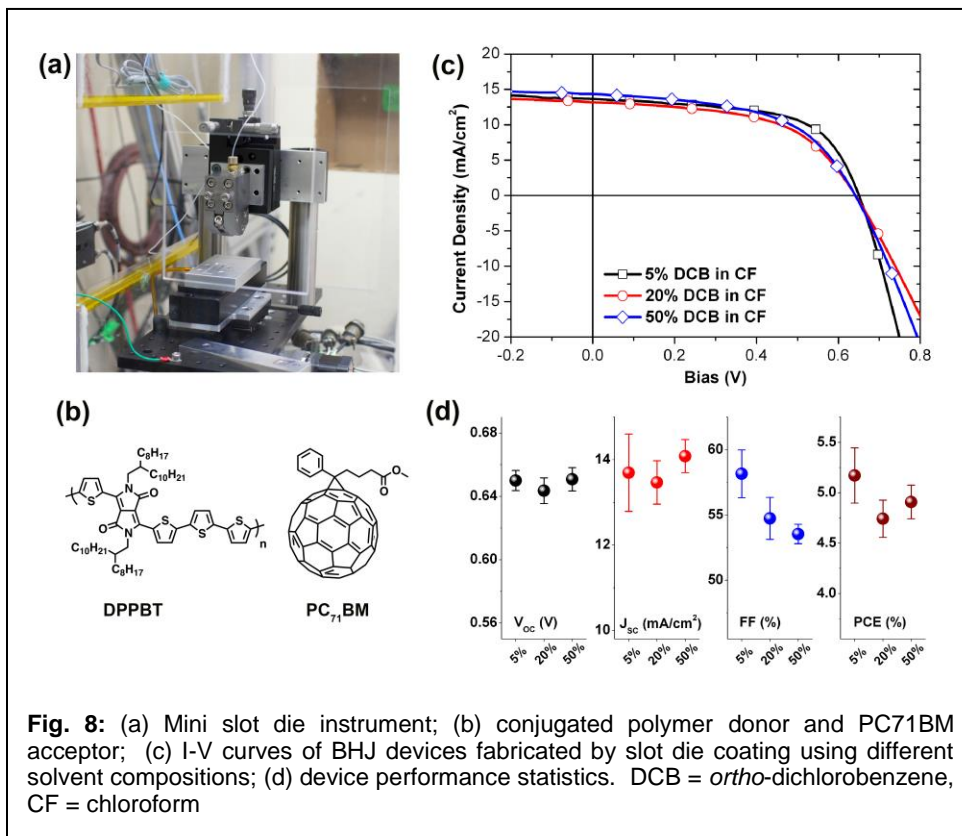 (a)
(c)
20
15
10
5
0
-5
-10
-15
-20
Current Density (mA/cm²)
5% DCB in CF
20% DCB in CF
50% DCB in CF
-0.2 0.0 0.2 0.4 0.6 0.8
Bias (V)
(b)
C₈H₁₇
C₁₀H₂₁
N
O
S
O
N
S
S
S
n
C₁₀H₂₁
C₈H₁₇
DPPBT
O
O
PC₇₁BM
(d)
0.68
0.64
0.60
0.56
V_OC (V)
5% 20% 50%
14
12
10
J_SC (mA/cm²)
5% 20% 50%
60
55
50
FF (%)
5% 20% 50%
5.5
5.0
4.5
4.0
PCE (%)
5% 20% 50%
Fig. 8: (a) Mini slot die instrument; (b) conjugated polymer donor and PC71BM
acceptor; (c) I-V curves of BHJ devices fabricated by slot die coating using different
solvent compositions; (d) device performance statistics. DCB = ortho-dichlorobenzene,
CF = chloroform